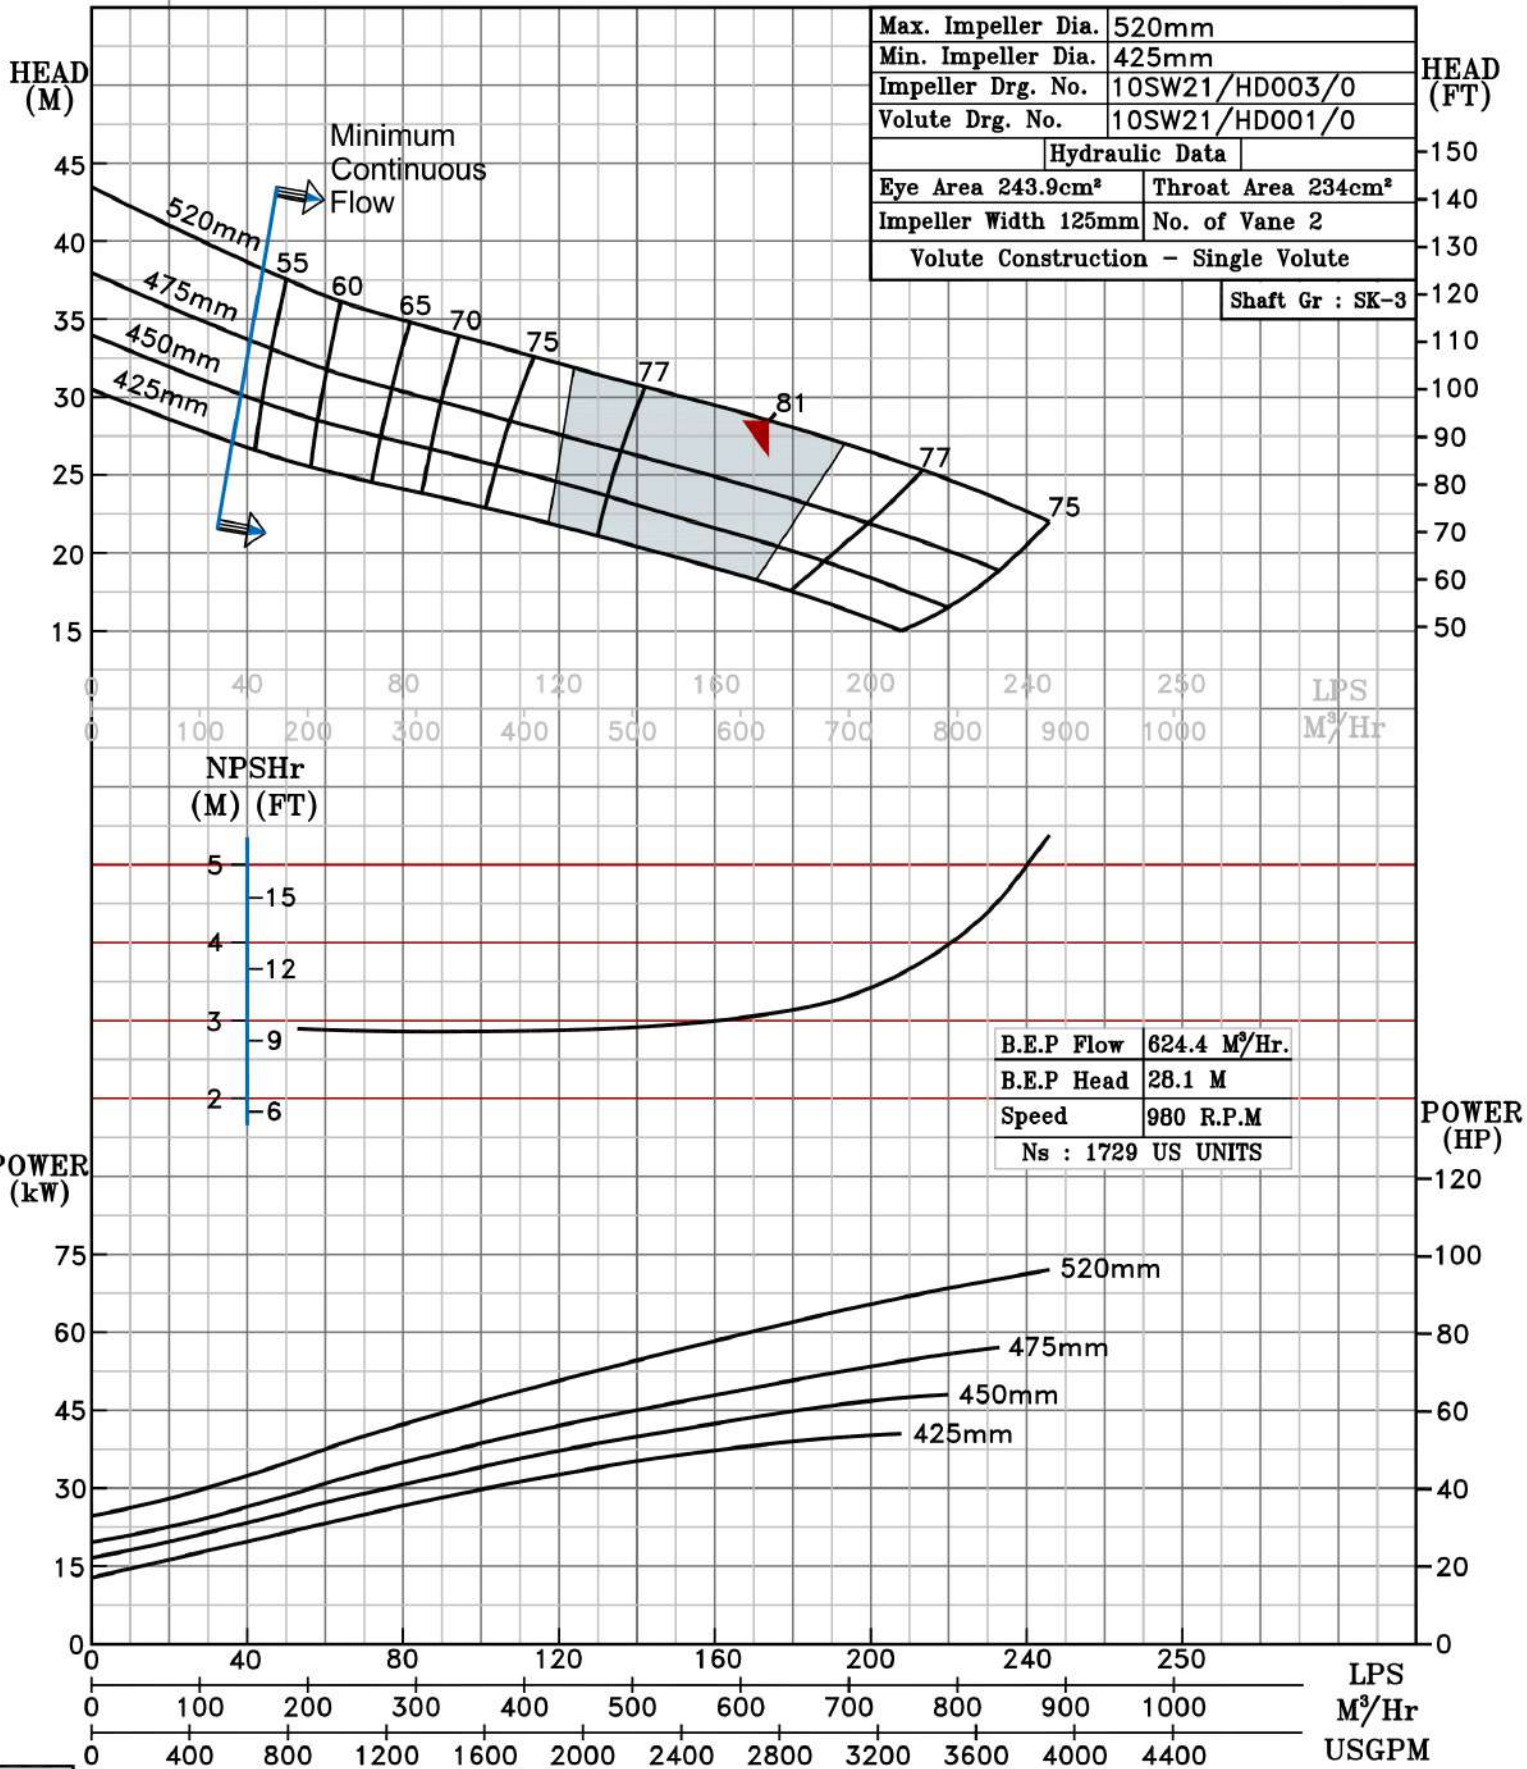 Max. Impeller Dia. 520mm
Min. Impeller Dia. 425mm
Impeller Drg. No. 10SW21/HD003/0
Volute Drg. No. 10SW21/HD001/0
Hydraulic Data
Eye Area 243.9cm² Throat Area 234cm²
Impeller Width 125mm No. of Vane 2
Volute Construction - Single Volute
Shaft Gr : SK-3
HEAD
(M)
45
40
35
30
25
20
15
HEAD
(FT)
150
140
130
120
110
100
90
80
70
60
50
Minimum
Continuous
Flow
520mm
475mm
450mm
425mm
55
60
65
70
75
77
81
77
75
0 40 80 120 160 200 240 250 LPS
0 100 200 300 400 500 600 700 800 900 1000 M³/Hr
NPSHr
(M) (FT)
5
15
4
12
3
9
2
6
B.E.P Flow 624.4 M³/Hr.
B.E.P Head 28.1 M
Speed 980 R.P.M
Ns : 1729 US UNITS
POWER
(kW)
75
60
45
30
15
0
POWER
(HP)
120
100
80
60
40
20
0
520mm
475mm
450mm
425mm
0 40 80 120 160 200 240 250 LPS
0 100 200 300 400 500 600 700 800 900 1000 M³/Hr
0 400 800 1200 1600 2000 2400 2800 3200 3600 4000 4400 USGPM